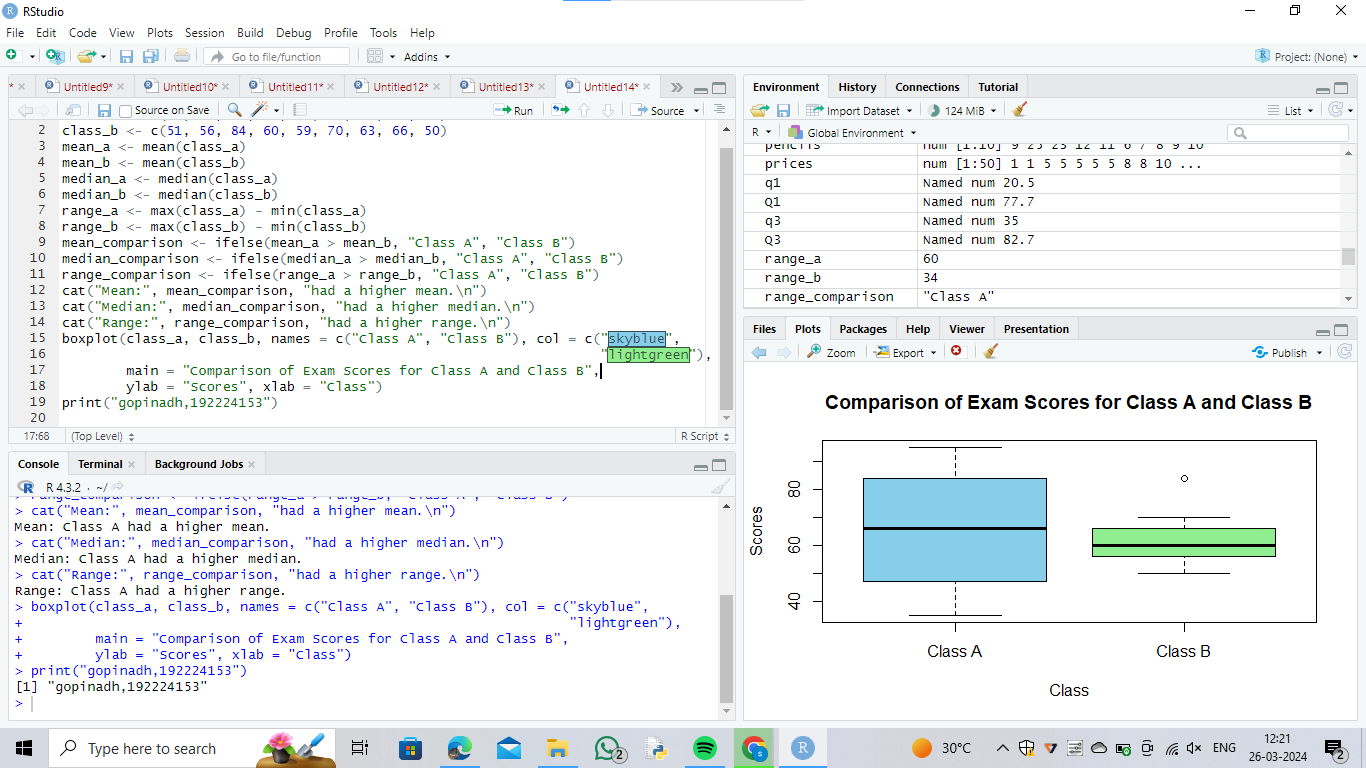 RStudio
File Edit Code View Plots Session Build Debug Profile Tools Help
Go to file/function Addins Project: (None)
Untitled9* Untitled10* Untitled11* Untitled12* Untitled13* Untitled14*
Source on Save Run Source
2 class_b <- c(51, 56, 84, 60, 59, 70, 63, 66, 50)
3 mean_a <- mean(class_a)
4 mean_b <- mean(class_b)
5 median_a <- median(class_a)
6 median_b <- median(class_b)
7 range_a <- max(class_a) - min(class_a)
8 range_b <- max(class_b) - min(class_b)
9 mean_comparison <- ifelse(mean_a > mean_b, "Class A", "Class B")
10 median_comparison <- ifelse(median_a > median_b, "Class A", "Class B")
11 range_comparison <- ifelse(range_a > range_b, "Class A", "Class B")
12 cat("Mean:", mean_comparison, "had a higher mean.\n")
13 cat("Median:", median_comparison, "had a higher median.\n")
14 cat("Range:", range_comparison, "had a higher range.\n")
15 boxplot(class_a, class_b, names = c("Class A", "Class B"), col = c("skyblue",
16 "lightgreen"),
17 main = "Comparison of Exam Scores for Class A and Class B",
18 ylab = "Scores", xlab = "Class")
19 print("gopinadh,192224153")
20
17:68 (Top Level) R Script
Console Terminal Background Jobs
R 4.3.2 · ~/
> range_comparison <- ifelse(range_a > range_b, "Class A", "Class B")
> cat("Mean:", mean_comparison, "had a higher mean.\n")
Mean: Class A had a higher mean.
> cat("Median:", median_comparison, "had a higher median.\n")
Median: Class A had a higher median.
> cat("Range:", range_comparison, "had a higher range.\n")
Range: Class A had a higher range.
> boxplot(class_a, class_b, names = c("Class A", "Class B"), col = c("skyblue",
+ "lightgreen"),
+ main = "Comparison of Exam Scores for Class A and Class B",
+ ylab = "Scores", xlab = "Class")
> print("gopinadh,192224153")
[1] "gopinadh,192224153"
>
Environment History Connections Tutorial
Import Dataset 124 MiB List
R Global Environment
pencils num [1:10] 9 25 23 12 11 6 7 8 9 10
prices num [1:50] 1 1 5 5 5 5 5 8 8 10 ...
q1 Named num 20.5
Q1 Named num 77.7
q3 Named num 35
Q3 Named num 82.7
range_a 60
range_b 34
range_comparison "Class A"
Files Plots Packages Help Viewer Presentation
Zoom Export Publish
Comparison of Exam Scores for Class A and Class B
Scores
80
60
40
Class A Class B
Class
Type here to search 2 30°C ENG 12:21 26-03-2024 2